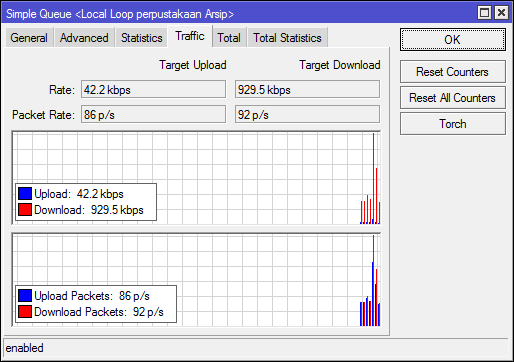 Simple Queue <Local Loop perpustakaan Arsip>
General Advanced Statistics Traffic Total Total Statistics
OK
Reset Counters
Reset All Counters
Torch
Target Upload Target Download
Rate: 42.2 kbps 929.5 kbps
Packet Rate: 86 p/s 92 p/s
Upload: 42.2 kbps
Download: 929.5 kbps
Upload Packets: 86 p/s
Download Packets: 92 p/s
enabled